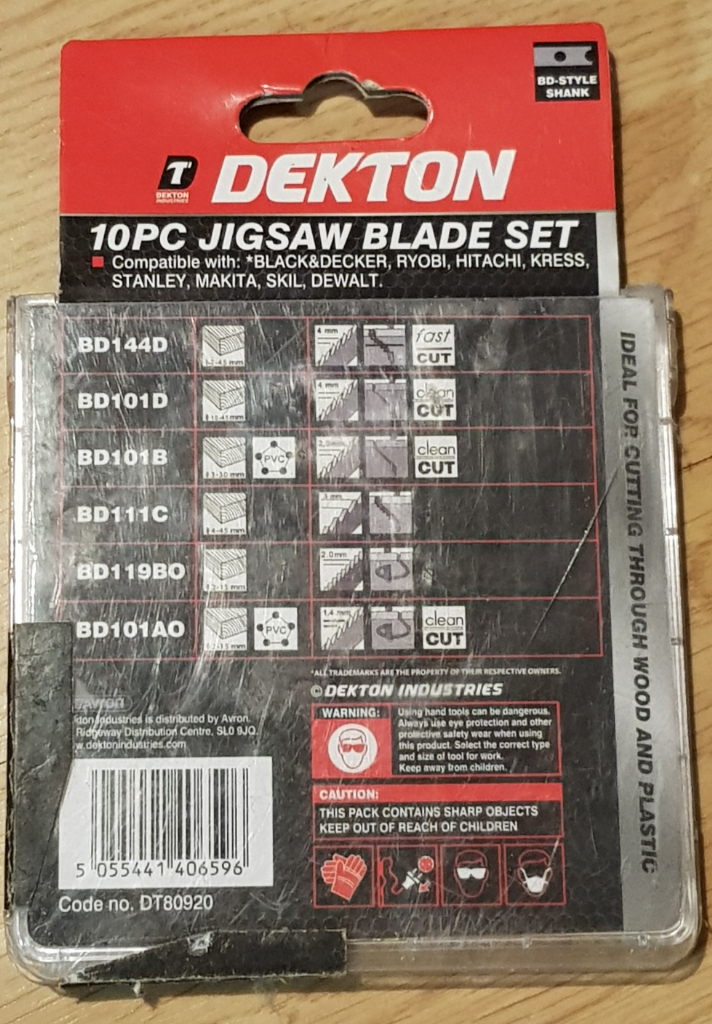 BD-STYLE
SHANK
T
DEKTON
INDUSTRIES
DEKTON
10PC JIGSAW BLADE SET
Compatible with: *BLACK&DECKER, RYOBI, HITACHI, KRESS,
STANLEY, MAKITA, SKIL, DEWALT.
IDEAL FOR CUTTING THROUGH WOOD AND PLASTIC
BD144D 4 mm fast CUT
BD101D 4 mm clean CUT
BD101B PVC clean CUT
BD111C 3 mm
BD119BO 2.0mm
BD101AO PVC 1.4 mm clean CUT
*ALL TRADEMARKS ARE THE PROPERTY OF THEIR RESPECTIVE OWNERS.
© DEKTON INDUSTRIES
Avron
ton Industries is distributed by Avron.
Ridgeway Distribution Centre, SL0 9JQ.
w.dektonindustries.com
WARNING:
Using hand tools can be dangerous.
Always use eye protection and other
protective safety wear when using
this product. Select the correct type
and size of tool for work.
Keep away from children.
CAUTION:
THIS PACK CONTAINS SHARP OBJECTS
KEEP OUT OF REACH OF CHILDREN
5 055441 406596
Code no. DT80920